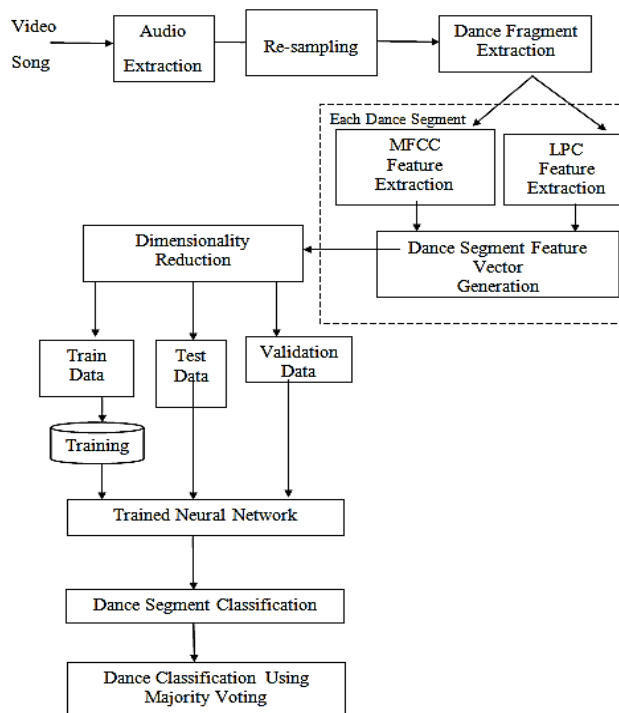 Video
Song
Audio
Extraction
Re-sampling
Dance Fragment
Extraction
Each Dance Segment
MFCC
Feature
Extraction
LPC
Feature
Extraction
Dance Segment Feature
Vector
Generation
Dimensionality
Reduction
Train
Data
Test
Data
Validation
Data
Training
Trained Neural Network
Dance Segment Classification
Dance Classification Using
Majority Voting